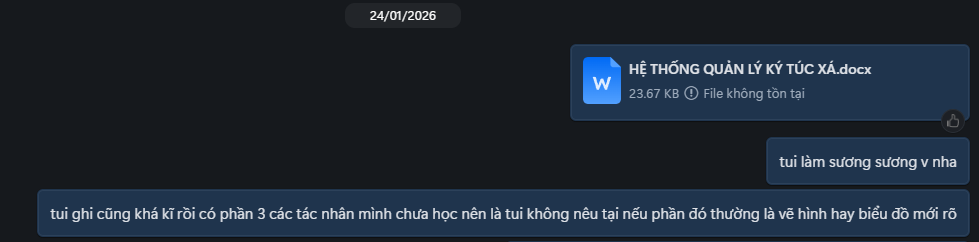 24/01/2026
HỆ THỐNG QUẢN LÝ KÝ TÚC XÁ.docx
W
23.67 KB File không tồn tại
tui làm sương sương v nha
tui ghi cũng khá kĩ rồi có phần 3 các tác nhân mình chưa học nên là tui không nêu tại nếu phần đó thường là vẽ hình hay biểu đồ mới rõ